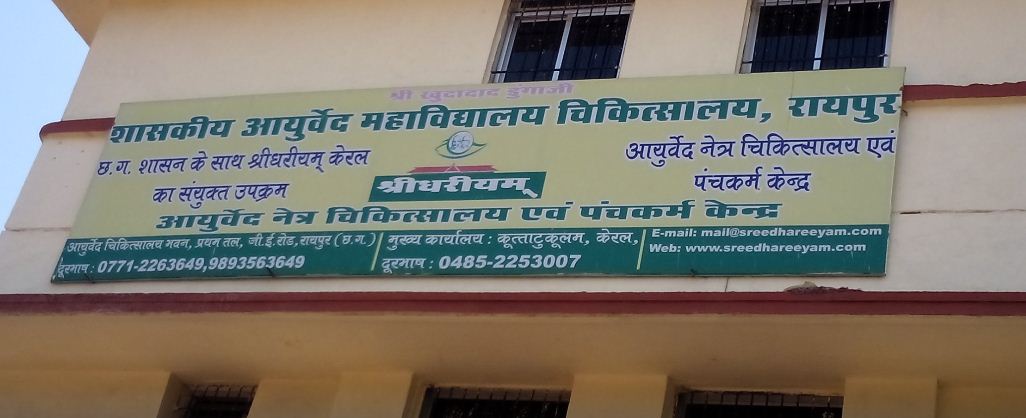 श्री खुदादाद डुंगाजी
शासकीय आयुर्वेद महाविद्यालय चिकित्सालय, रायपुर
छ.ग. शासन के साथ श्रीधरीयम् केरल
का संयुक्त उपक्रम
श्रीधरीयम्
आयुर्वेद नेत्र चिकित्सालय एवं
पंचकर्म केन्द्र
आयुर्वेद नेत्र चिकित्सालय एवं पंचकर्म केन्द्र
आयुर्वेद चिकित्सालय भवन, प्रथम तल, जी.ई.रोड, रायपुर (छ.ग.)
दूरभाष : 0771-2263649,9893563649
मुख्य कार्यालय : कूत्ताटुकूलम, केरल,
दूरभाष : 0485-2253007
E-mail: mail@sreedhareeyam.com
Web: www.sreedhareeyam.com